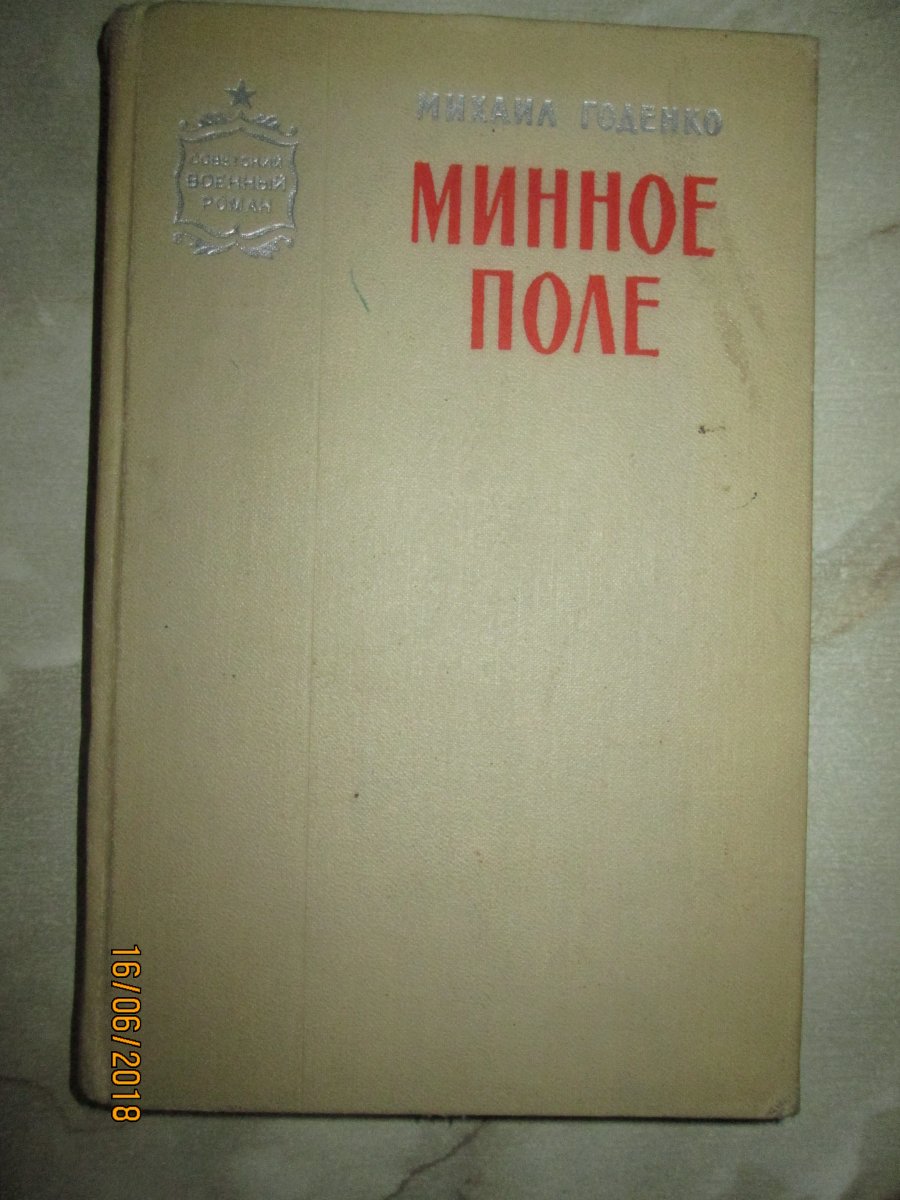 МИХАИЛ ГОДЕНКО
МИННОЕ
ПОЛЕ
СОВЕТСКИЙ
ВОЕННЫЙ
РОМАН
16/06/2018